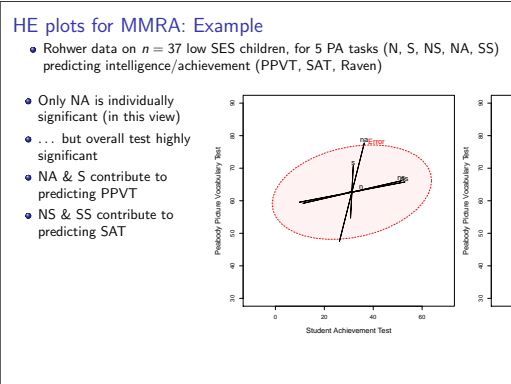 HE plots for MMRA: Example
Rohwer data on n = 37 low SES children, for 5 PA tasks (N, S, NS, NA, SS)
predicting intelligence/achievement (PPVT, SAT, Raven)
Only NA is individually
significant (in this view)
... but overall test highly
significant
NA & S contribute to
predicting PPVT
NS & SS contribute to
predicting SAT
Peabody Picture Vocabulary Test
90
80
70
60
50
40
30
na
Error
s
n
0
20
40
60
Student Achievement Test
Peabody Picture Vocabulary Test
90
80
70
60
50
40
30